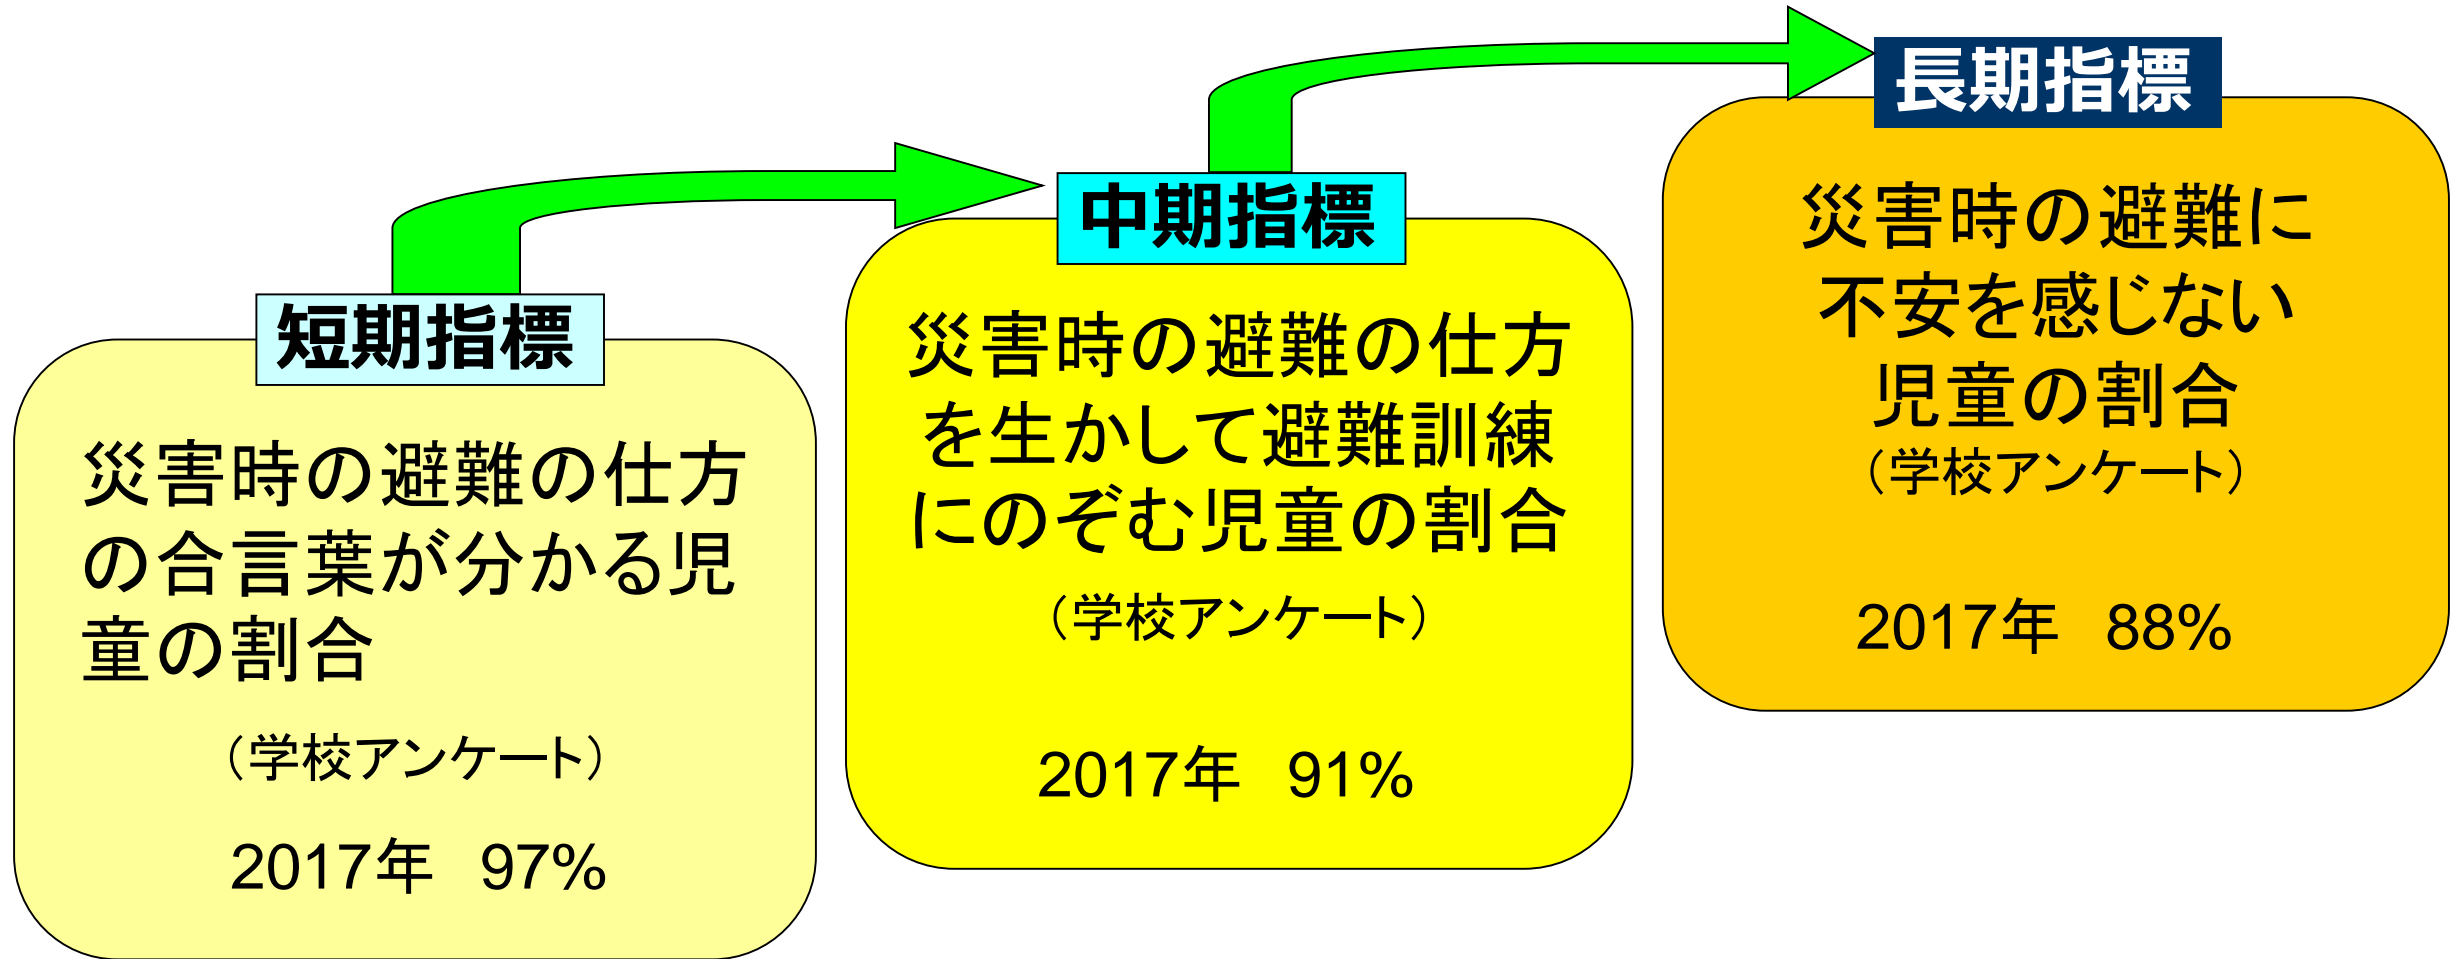 短期指標
災害時の避難の仕方
の合言葉が分かる児
童の割合
（学校アンケート）
2017年 97%
中期指標
災害時の避難の仕方
を生かして避難訓練
にのぞむ児童の割合
（学校アンケート）
2017年 91%
長期指標
災害時の避難に
不安を感じない
児童の割合
（学校アンケート）
2017年 88%